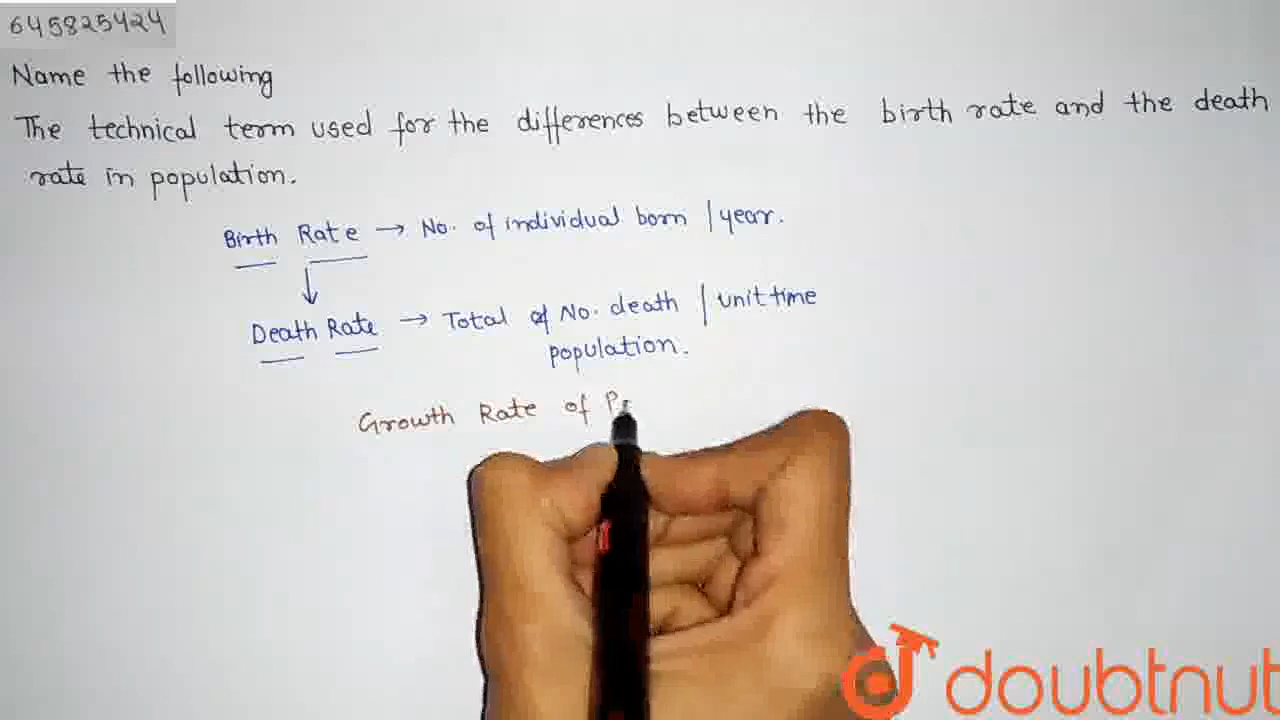 645825424
Name the following
The technical term used for the differences between the birth rate and the death
rate in population.
Birth Rate → No. of individual born / year.
Death Rate → Total of No. death / unit time
population.
Growth Rate of Po
doubtnut